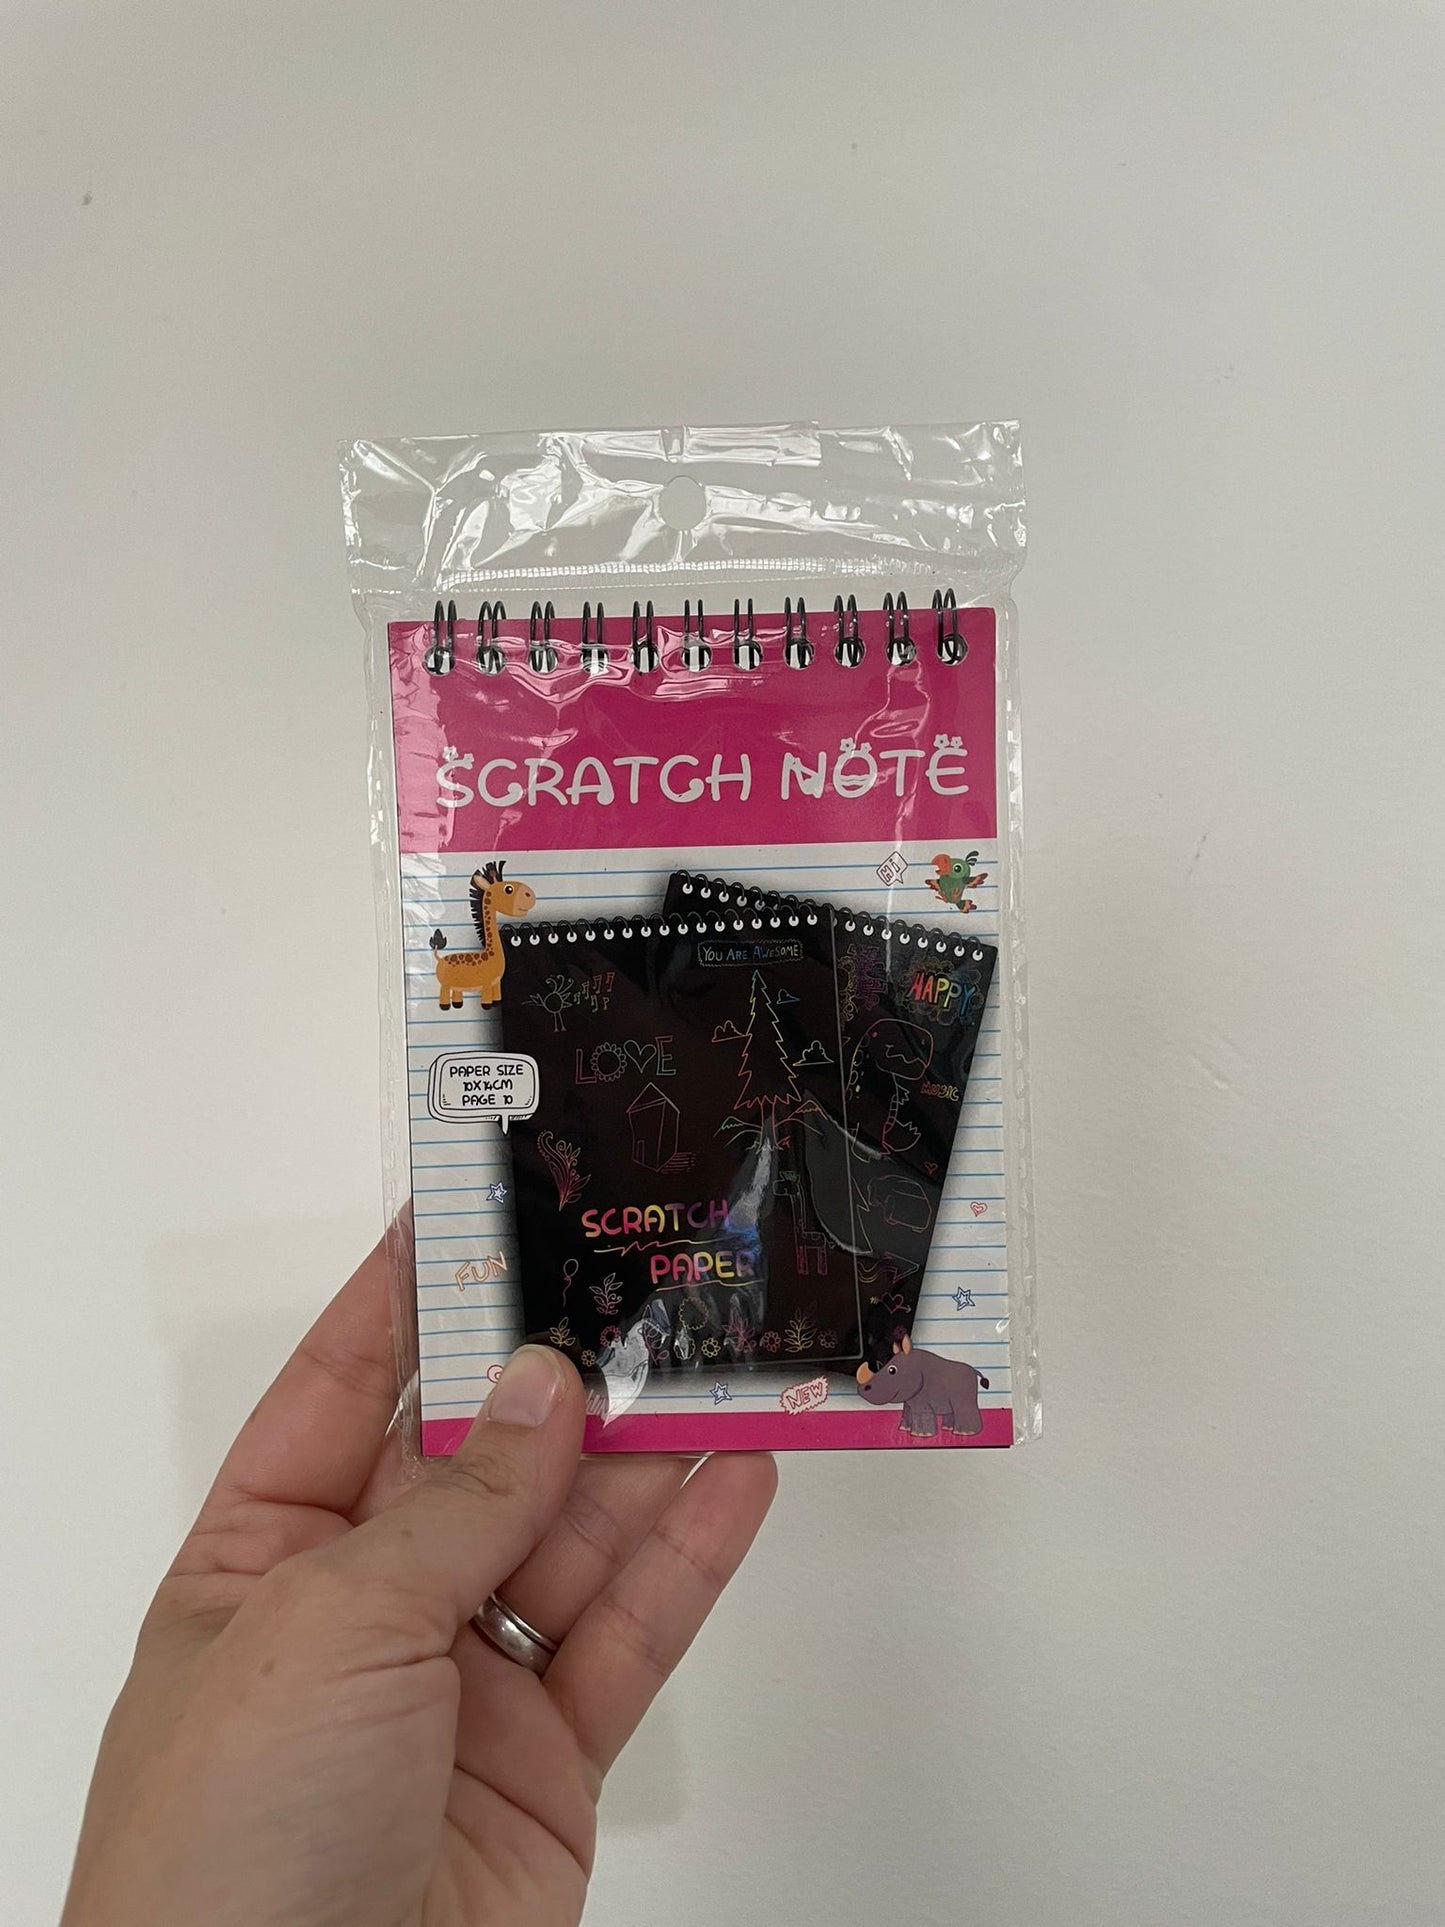 SCRATCH NOTE
Hi
YOU ARE AWESOME
HAPPY
LOVE
PAPER SIZE
10X14CM
PAGE 10
MUSIC
SCRATCH
PAPER
FUN
NEW